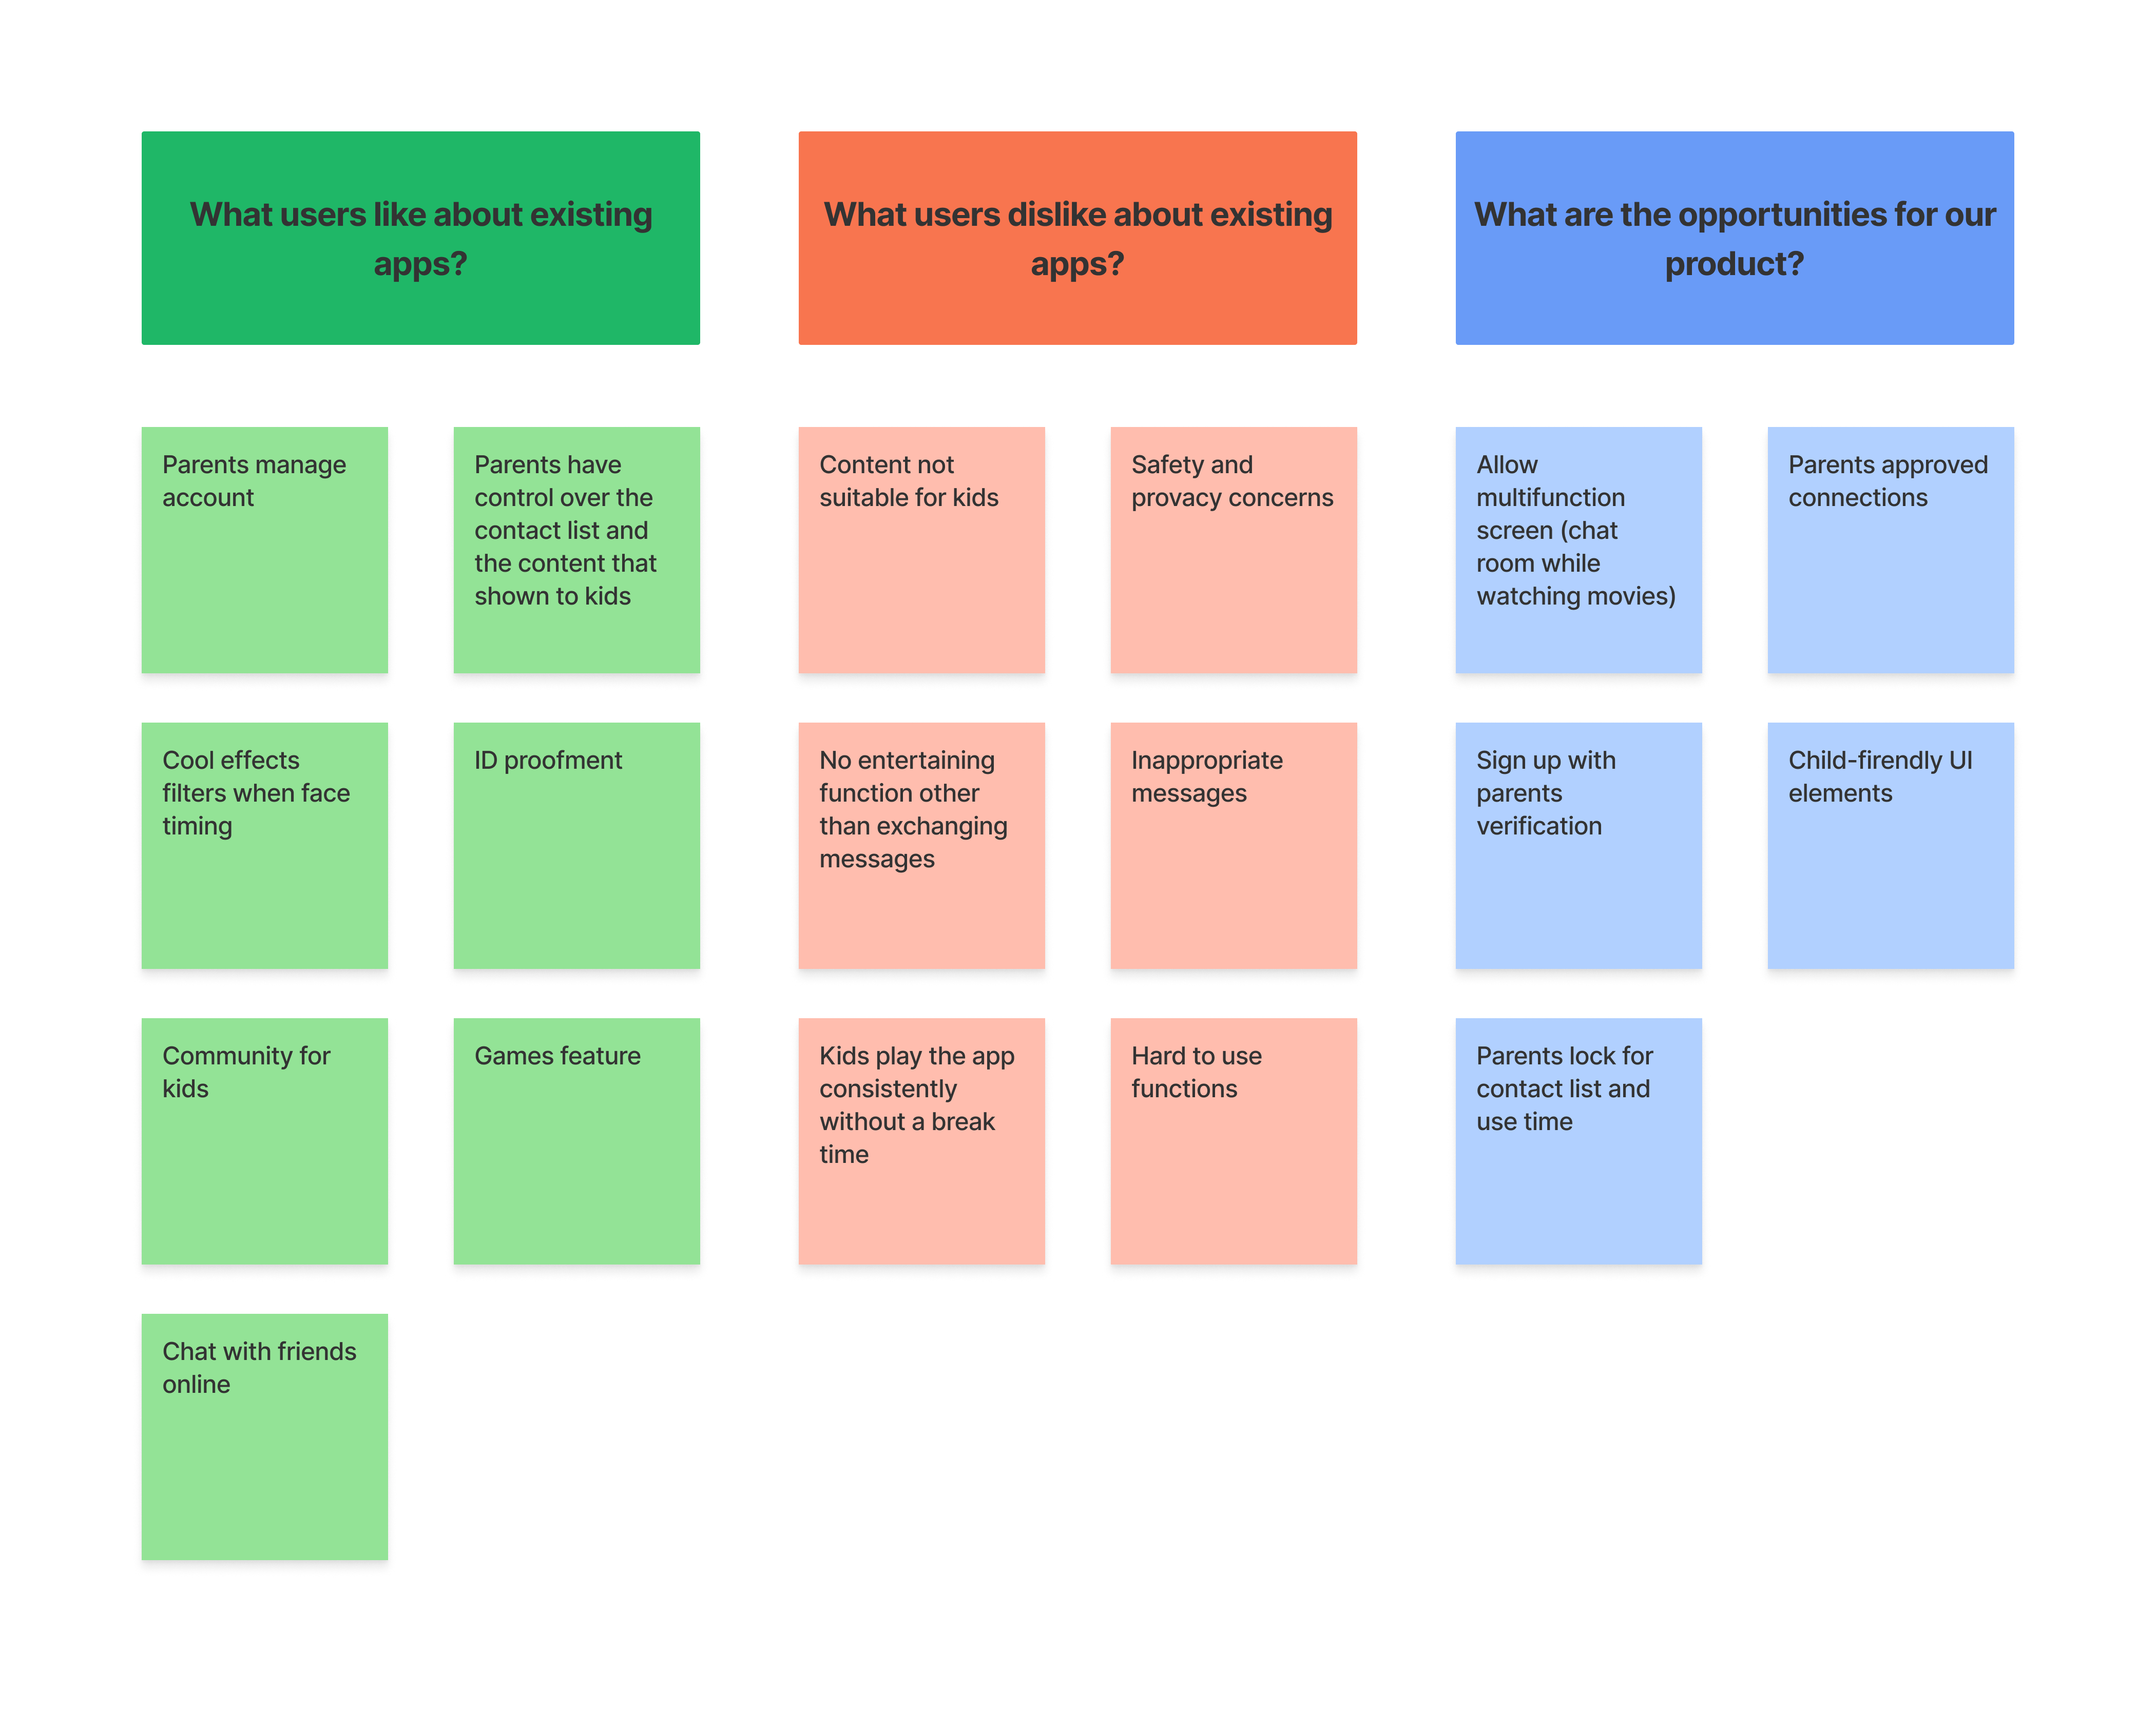 What users like about existing
apps?
What users dislike about existing
apps?
What are the opportunities for our
product?
Parents manage
account
Parents have
control over the
contact list and
the content that
shown to kids
Content not
suitable for kids
Safety and
provacy concerns
Allow
multifunction
screen (chat
room while
watching movies)
Parents approved
connections
Cool effects
filters when face
timing
ID proofment
No entertaining
function other
than exchanging
messages
Inappropriate
messages
Sign up with
parents
verification
Child-firendly UI
elements
Community for
kids
Games feature
Kids play the app
consistently
without a break
time
Hard to use
functions
Parents lock for
contact list and
use time
Chat with friends
online